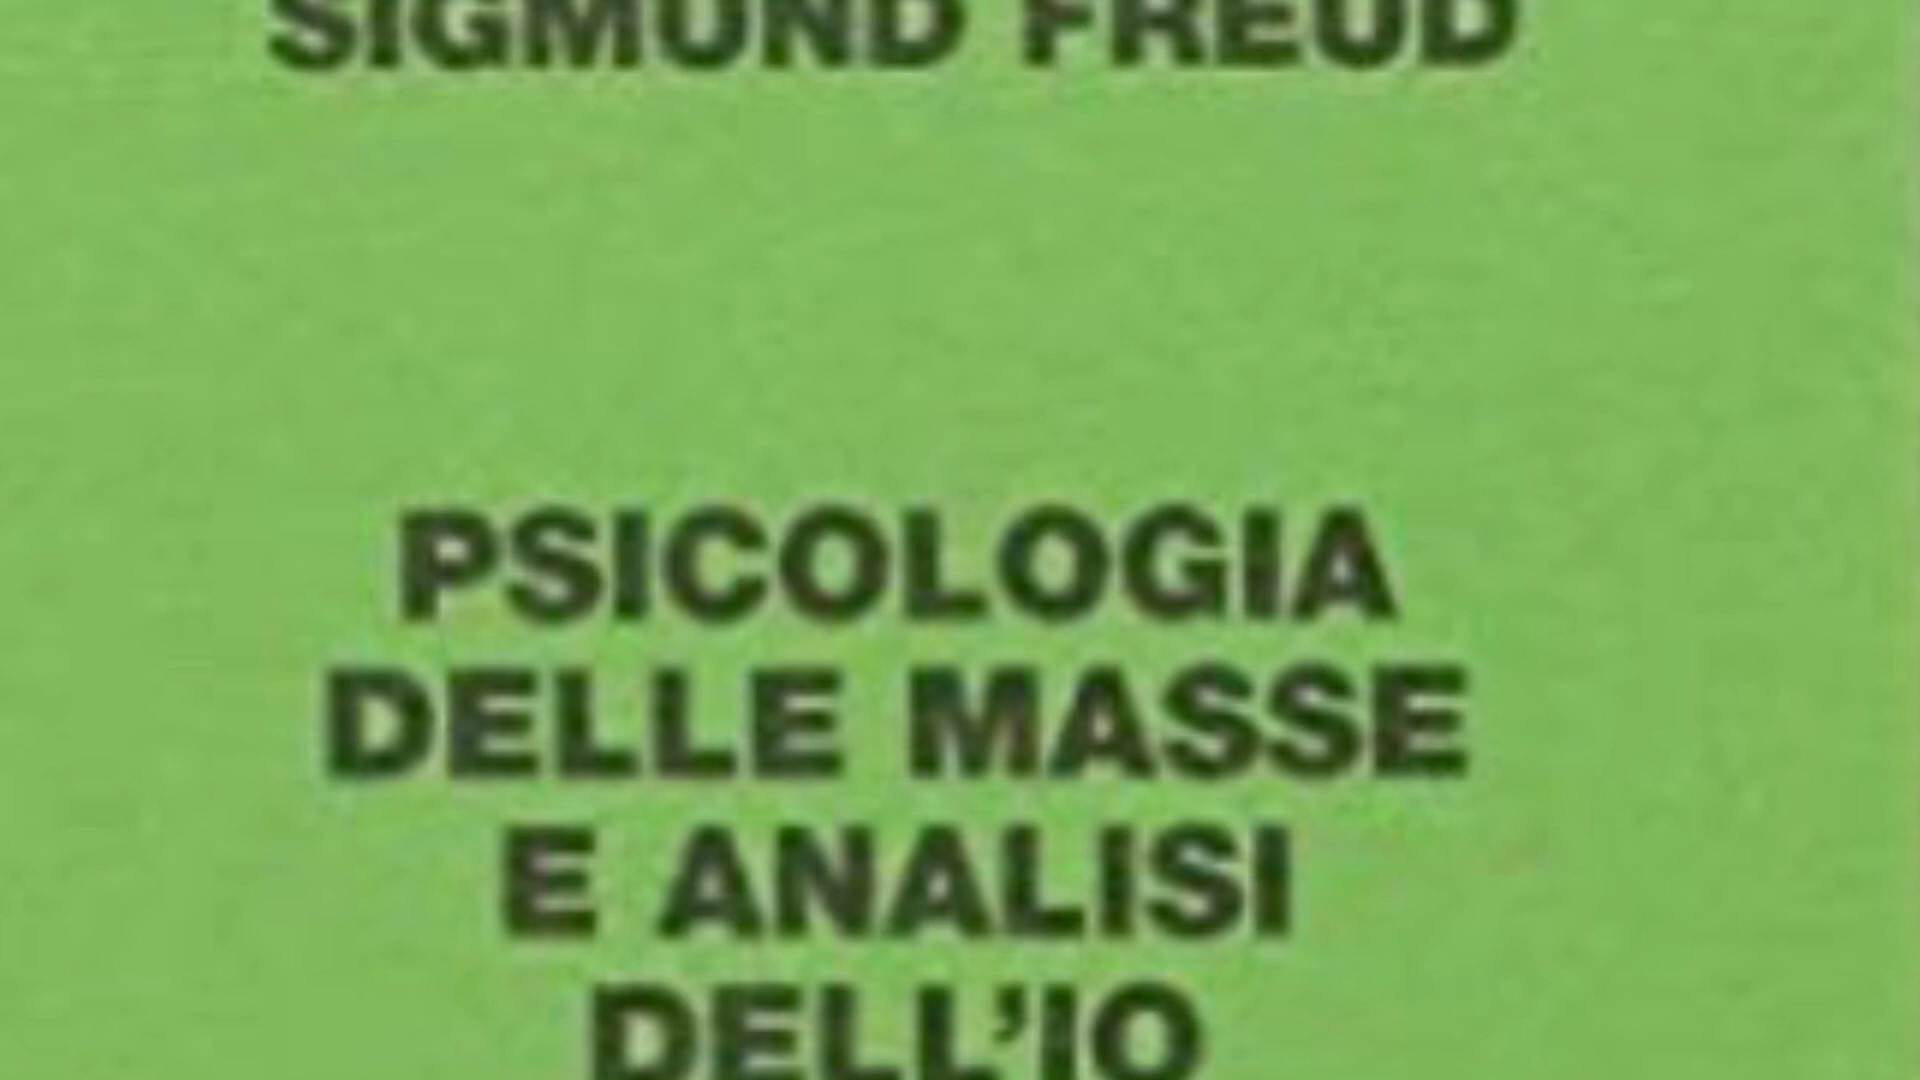 SIGMUND FREUD
PSICOLOGIA
DELLE MASSE
E ANALISI
DELL'IO